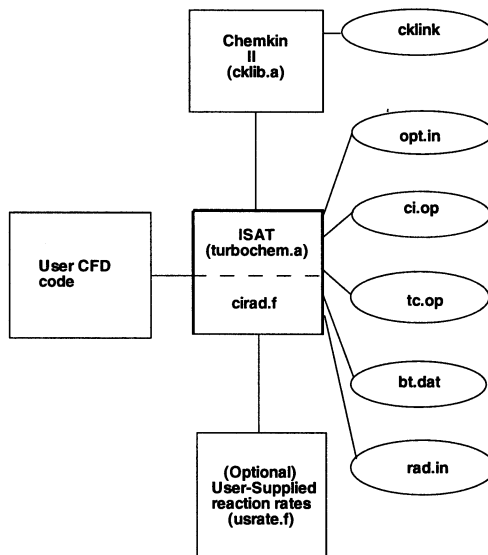 Chemkin
II
(cklib.a)
cklink
opt.in
ci.op
ISAT
(turbochem.a)
User CFD
code
cirad.f
tc.op
bt.dat
rad.in
(Optional)
User-Supplied
reaction rates
(usrate.f)